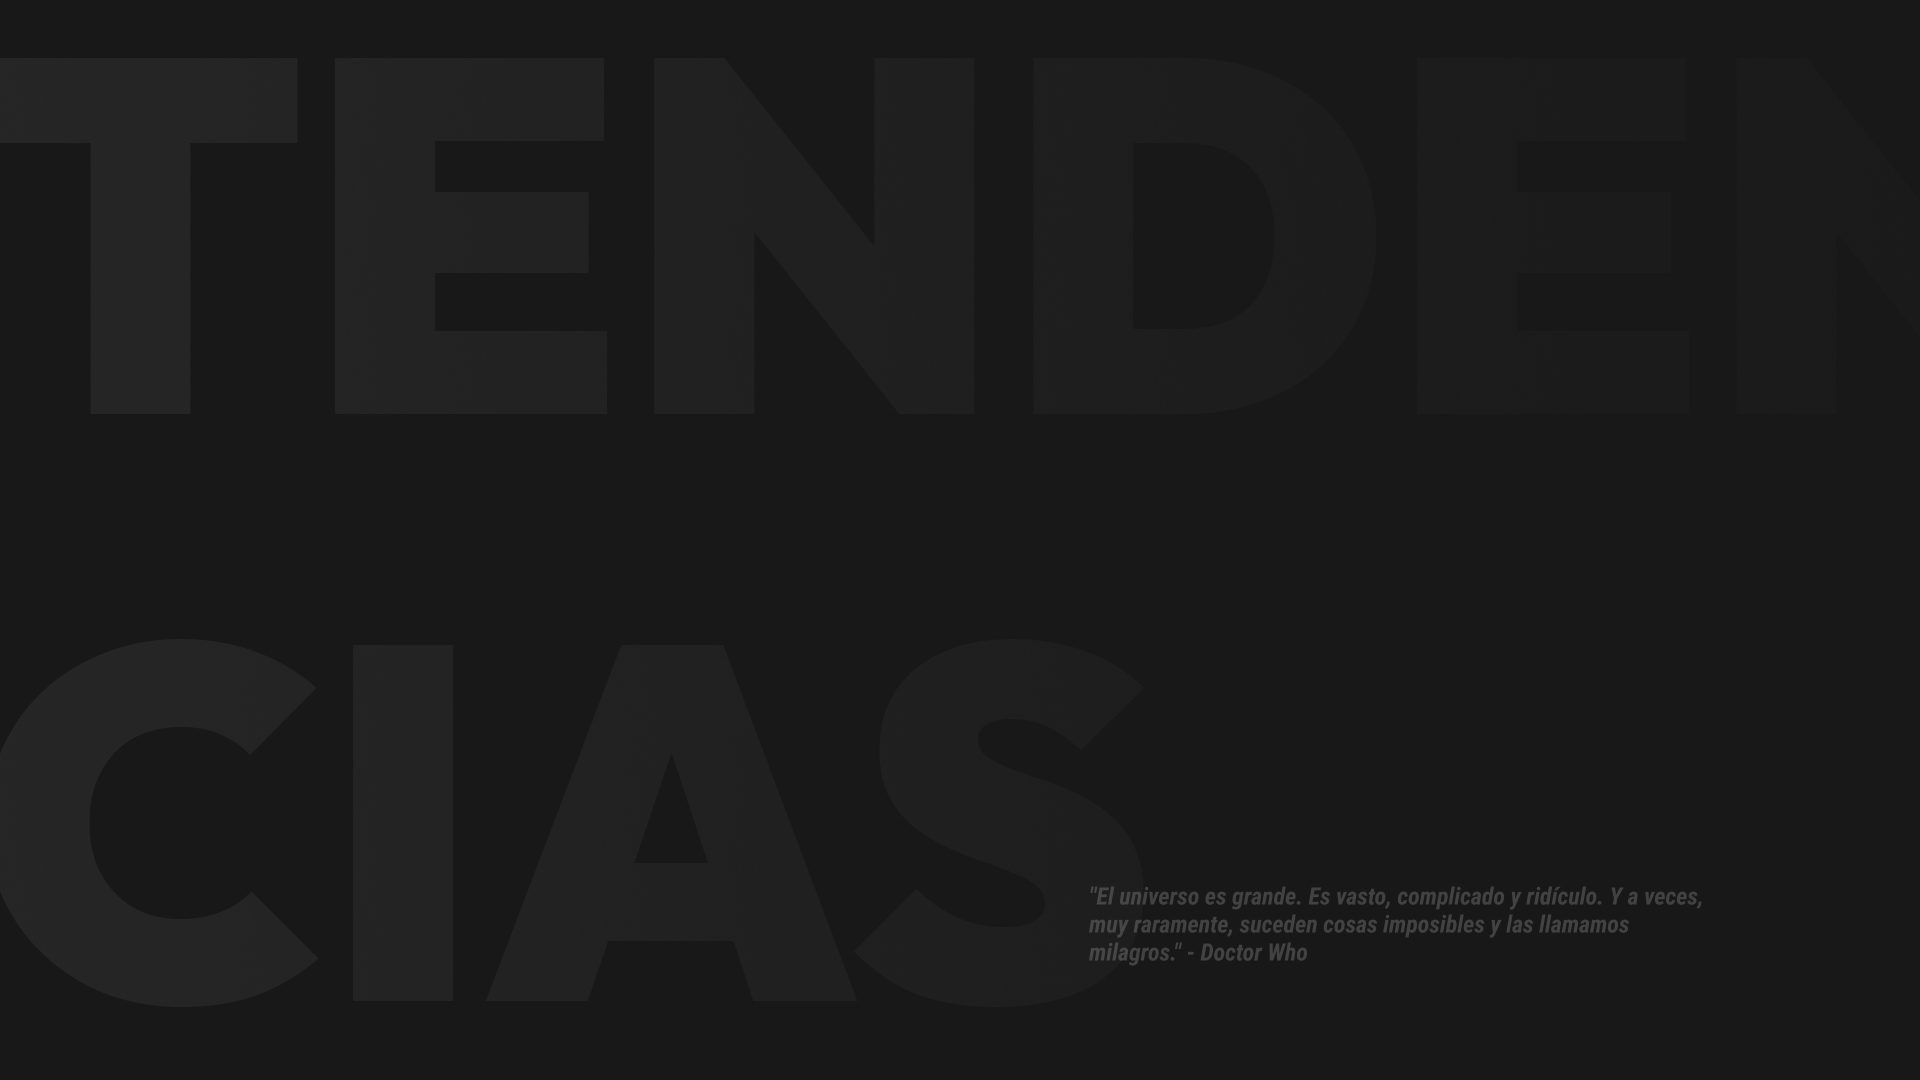 TENDEN
CIAS
"El universo es grande. Es vasto, complicado y ridículo. Y a veces,
muy raramente, suceden cosas imposibles y las llamamos
milagros." - Doctor Who